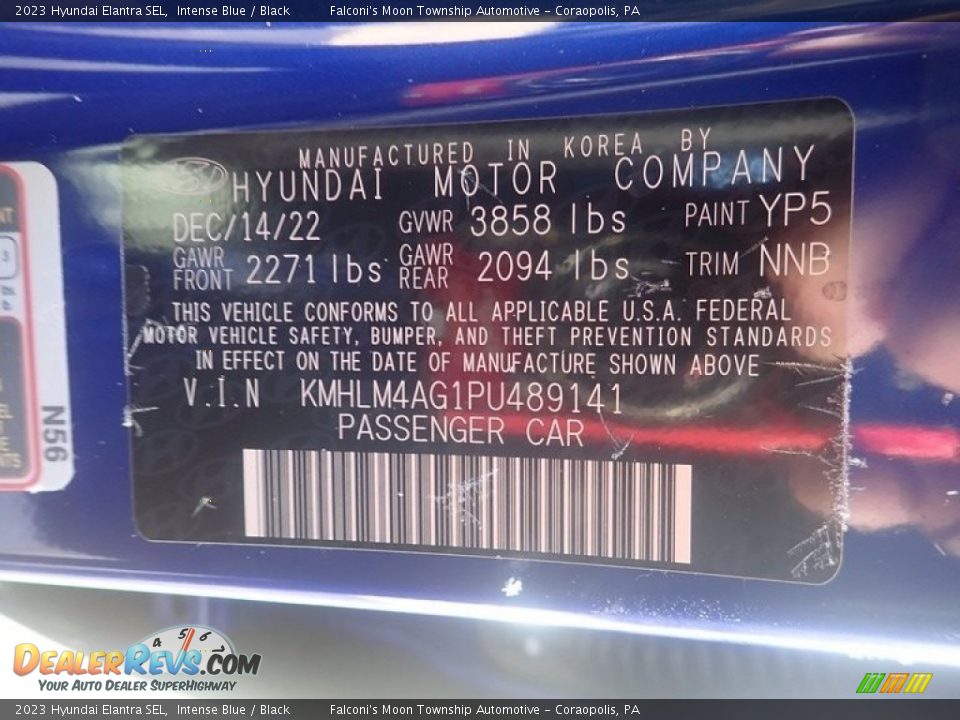 2023 Hyundai Elantra SEL, Intense Blue / Black Falconi's Moon Township Automotive - Coraopolis, PA
MANUFACTURED IN KOREA BY
HYUNDAI MOTOR COMPANY
DEC/14/22 GVWR 3858 lbs PAINT YP5
GAWR FRONT 2271 lbs GAWR REAR 2094 lbs TRIM NNB
THIS VEHICLE CONFORMS TO ALL APPLICABLE U.S.A. FEDERAL
MOTOR VEHICLE SAFETY, BUMPER, AND THEFT PREVENTION STANDARDS
IN EFFECT ON THE DATE OF MANUFACTURE SHOWN ABOVE
V.I.N KMHLM4AG1PU489141
PASSENGER CAR
N56
4 5 6
DEALERREVS.COM
YOUR AUTO DEALER SUPERHIGHWAY
2023 Hyundai Elantra SEL, Intense Blue / Black Falconi's Moon Township Automotive - Coraopolis, PA